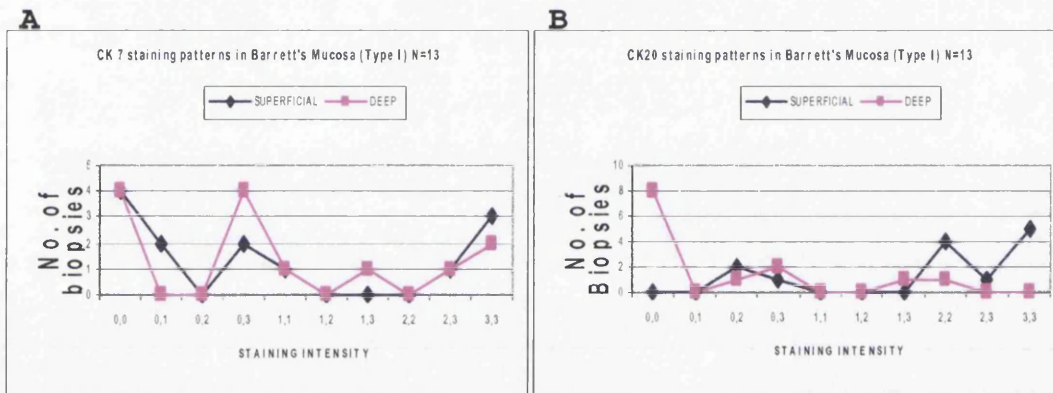 A
CK 7 staining patterns in Barrett's Mucosa (Type I) N=13
SUPERFICIAL DEEP
No. of biopsies
5
4
3
2
1
0
0,0 0,1 0,2 0,3 1,1 1,2 1,3 2,2 2,3 3,3
STAINING INTENSITY
B
CK20 staining patterns in Barrett's Mucosa (Type I) N=13
SUPERFICIAL DEEP
No. of Biopsies
10
8
6
4
2
0
0,0 0,1 0,2 0,3 1,1 1,2 1,3 2,2 2,3 3,3
STAINING INTENSITY